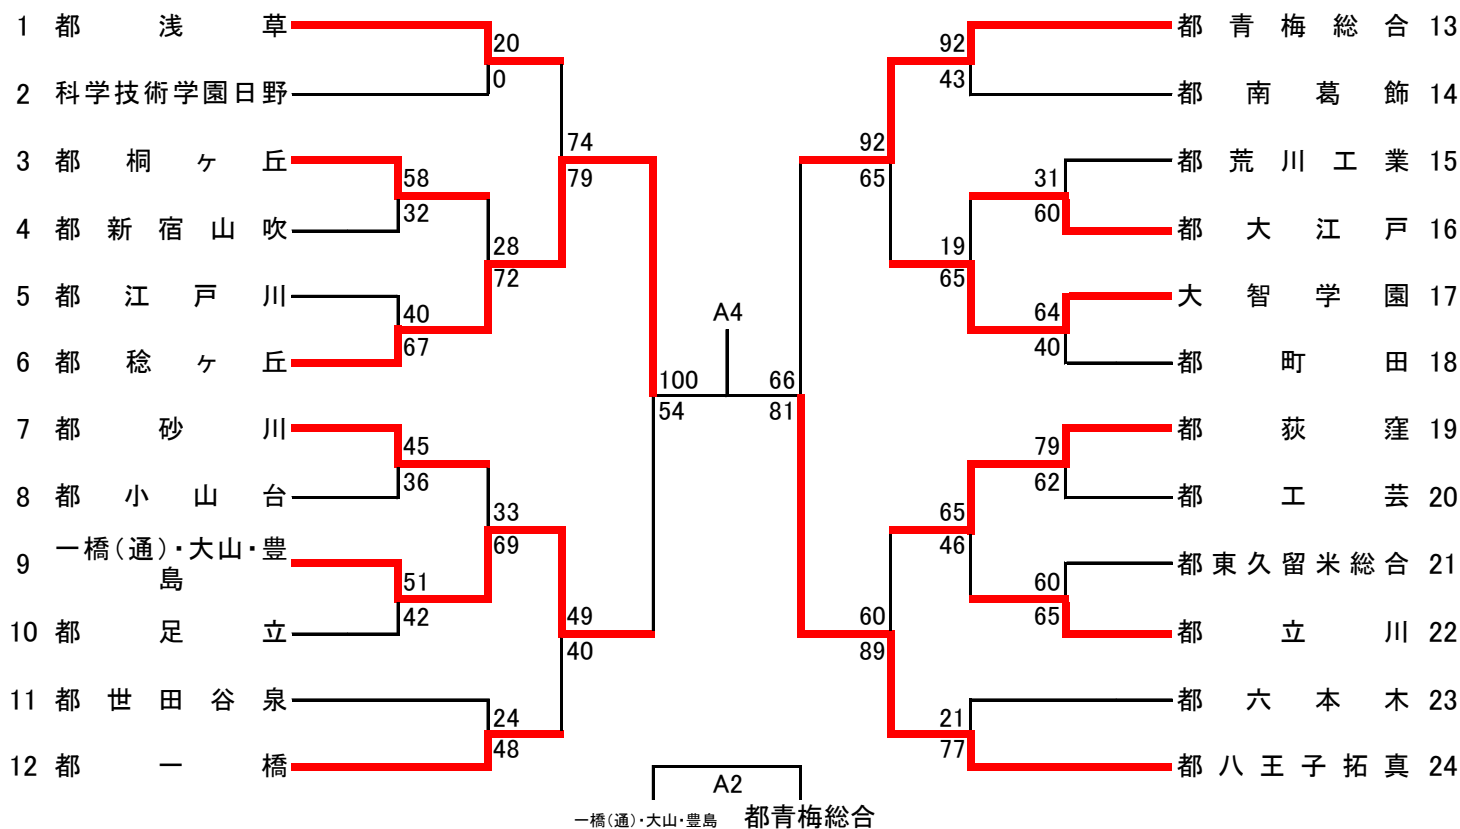 1 都浅草
20
0
2 科学技術学園日野
74
79
3 都桐ヶ丘
58
32
4 都新宿山吹
28
72
5 都江戸川
40
67
6 都稔ヶ丘
100
54
7 都砂川
45
36
8 都小山台
33
69
9 一橋(通)・大山・豊
島
51
42
10 都足立
49
40
11 都世田谷泉
24
48
12 都一橋
A4
A2
一橋(通)・大山・豊島 都青梅総合
都青梅総合 13
92
43
都南葛飾 14
92
65
都荒川工業 15
31
60
都大江戸 16
19
65
大智学園 17
64
40
都町田 18
66
81
都荻窪 19
79
62
都工芸 20
65
46
都東久留米総合 21
60
65
都立川 22
60
89
都六本木 23
21
77
都八王子拓真 24